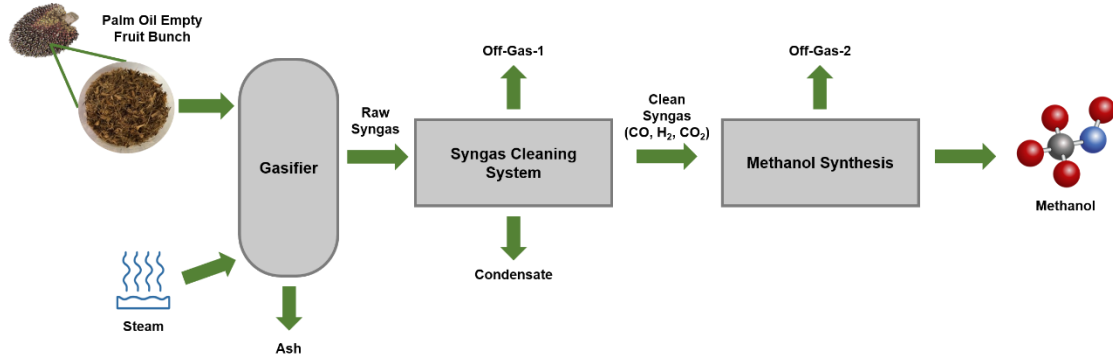 Palm Oil Empty
Fruit Bunch
Steam
Gasifier
Ash
Raw
Syngas
Off-Gas-1
Syngas Cleaning
System
Condensate
Clean
Syngas
(CO, H₂, CO₂)
Off-Gas-2
Methanol Synthesis
Methanol